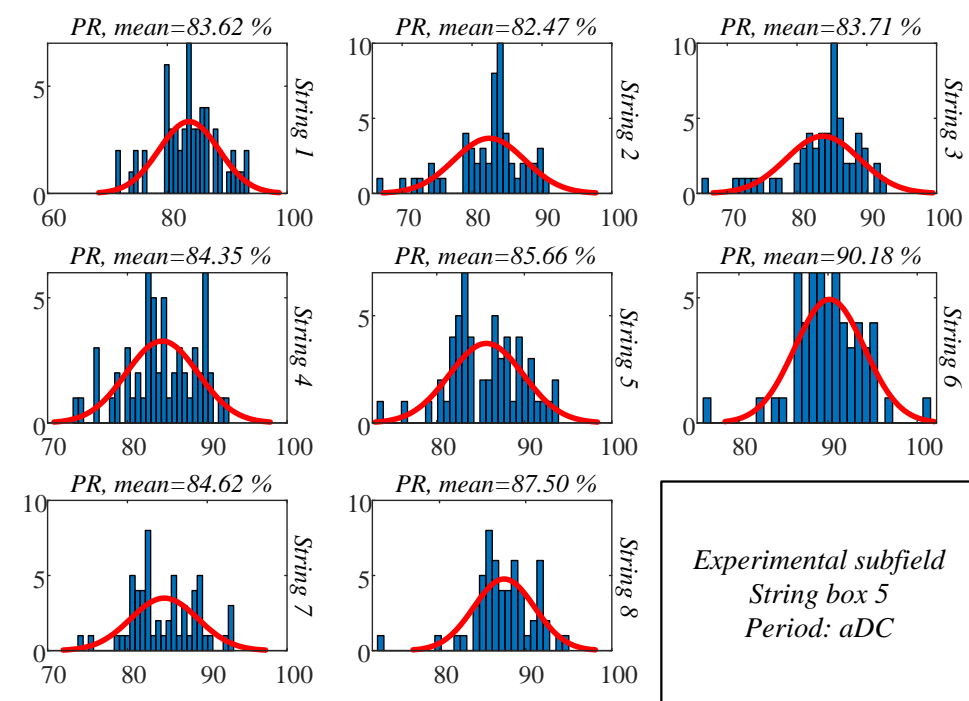 PR, mean=83.62 %
PR, mean=82.47 %
PR, mean=83.71 %
5
0
60
80
100
String 1
10
5
0
70
80
90
100
String 2
10
5
0
70
80
90
100
String 3
PR, mean=84.35 %
PR, mean=85.66 %
PR, mean=90.18 %
5
0
70
80
90
100
String 4
5
0
80
90
100
String 5
5
0
80
90
100
String 6
PR, mean=84.62 %
PR, mean=87.50 %
10
5
0
80
90
100
String 7
10
5
0
80
90
100
String 8
Experimental subfield
String box 5
Period: aDC